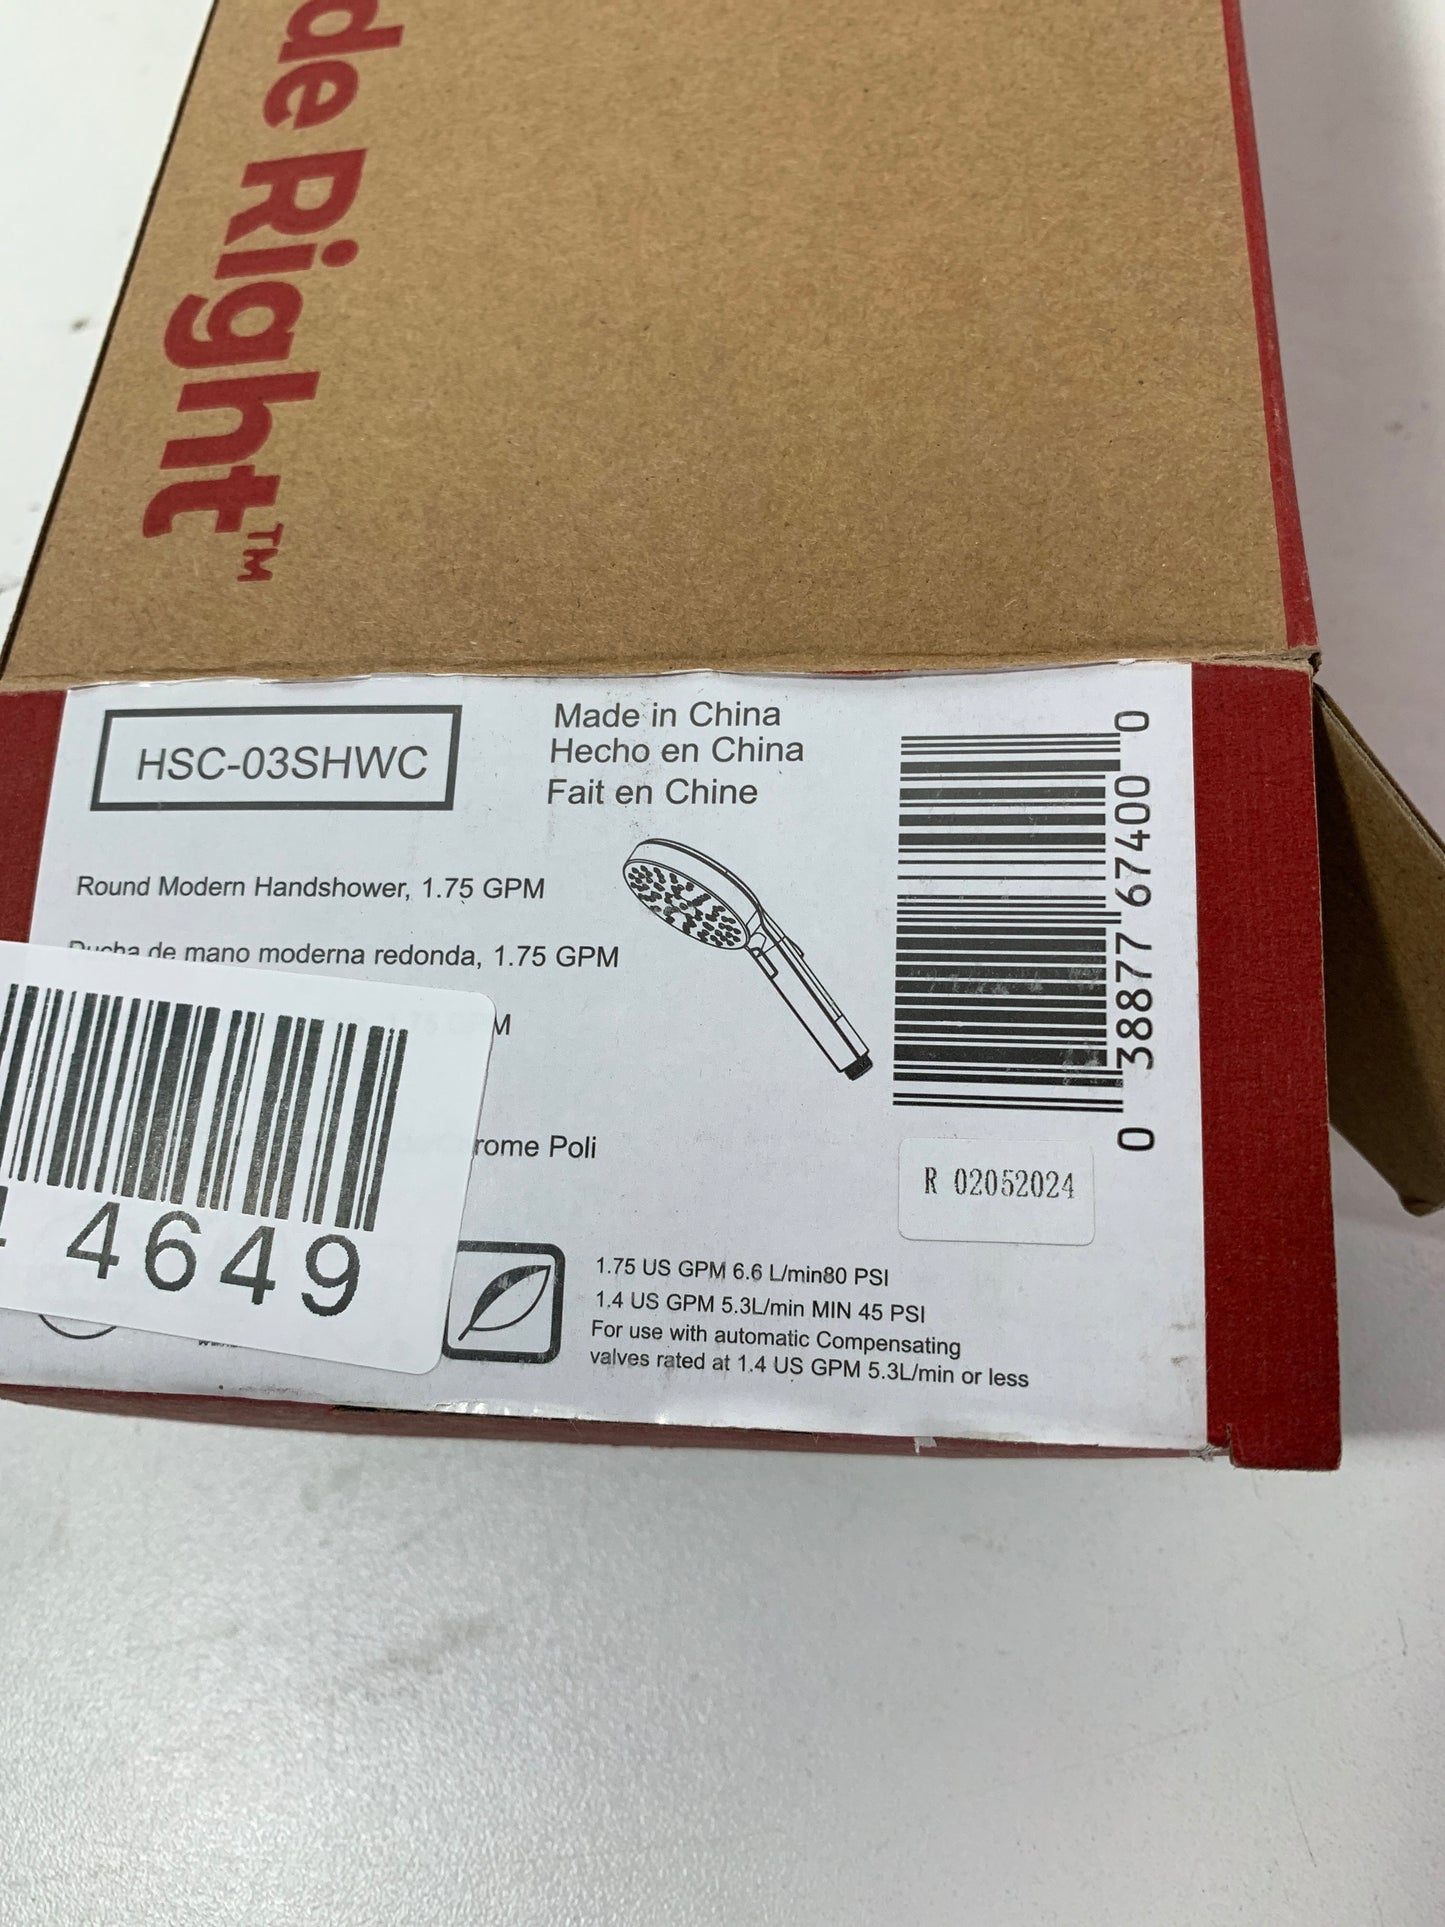 de Right™
HSC-03SHWC
Made in China
Hecho en China
Fait en Chine
Round Modern Handshower, 1.75 GPM
Ducha de mano moderna redonda, 1.75 GPM
rome Poli
0 38877 67400 0
R 02052024
4649
1.75 US GPM 6.6 L/min80 PSI
1.4 US GPM 5.3L/min MIN 45 PSI
For use with automatic Compensating
valves rated at 1.4 US GPM 5.3L/min or less